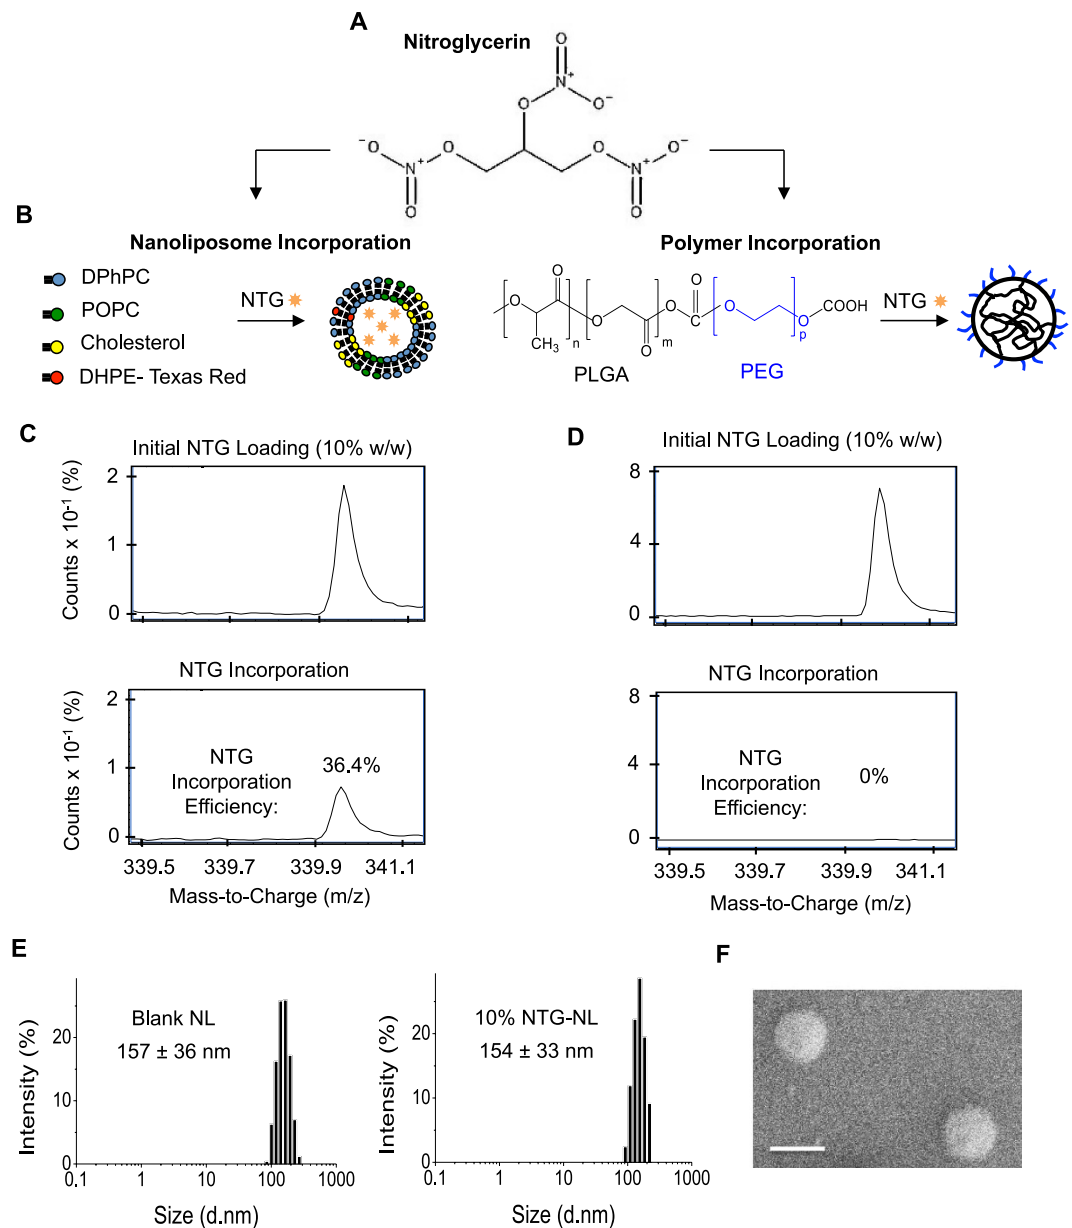 A
Nitroglycerin
O
N⁺
O
O⁻
⁻O
O
N⁺
O
O
N⁺
O⁻
O
B
Nanoliposome Incorporation
DPhPC
POPC
Cholesterol
DHPE- Texas Red
NTG
Polymer Incorporation
O
O
CH₃
n
O
O
m
O
O
O
O
p
COOH
PLGA
PEG
NTG
C
Initial NTG Loading (10% w/w)
Counts x 10⁻¹ (%)
2
1
0
NTG Incorporation
Counts x 10⁻¹ (%)
2
1
0
NTG
Incorporation
Efficiency:
36.4%
339.5 339.7 339.9 341.1
Mass-to-Charge (m/z)
D
Initial NTG Loading (10% w/w)
8
4
0
NTG Incorporation
8
4
0
NTG
Incorporation
Efficiency:
0%
339.5 339.7 339.9 341.1
Mass-to-Charge (m/z)
E
Intensity (%)
20
10
0
Blank NL
157 ± 36 nm
0.1 1 10 100 1000
Size (d.nm)
Intensity (%)
30
20
10
0
10% NTG-NL
154 ± 33 nm
0.1 1 10 100 1000
Size (d.nm)
F